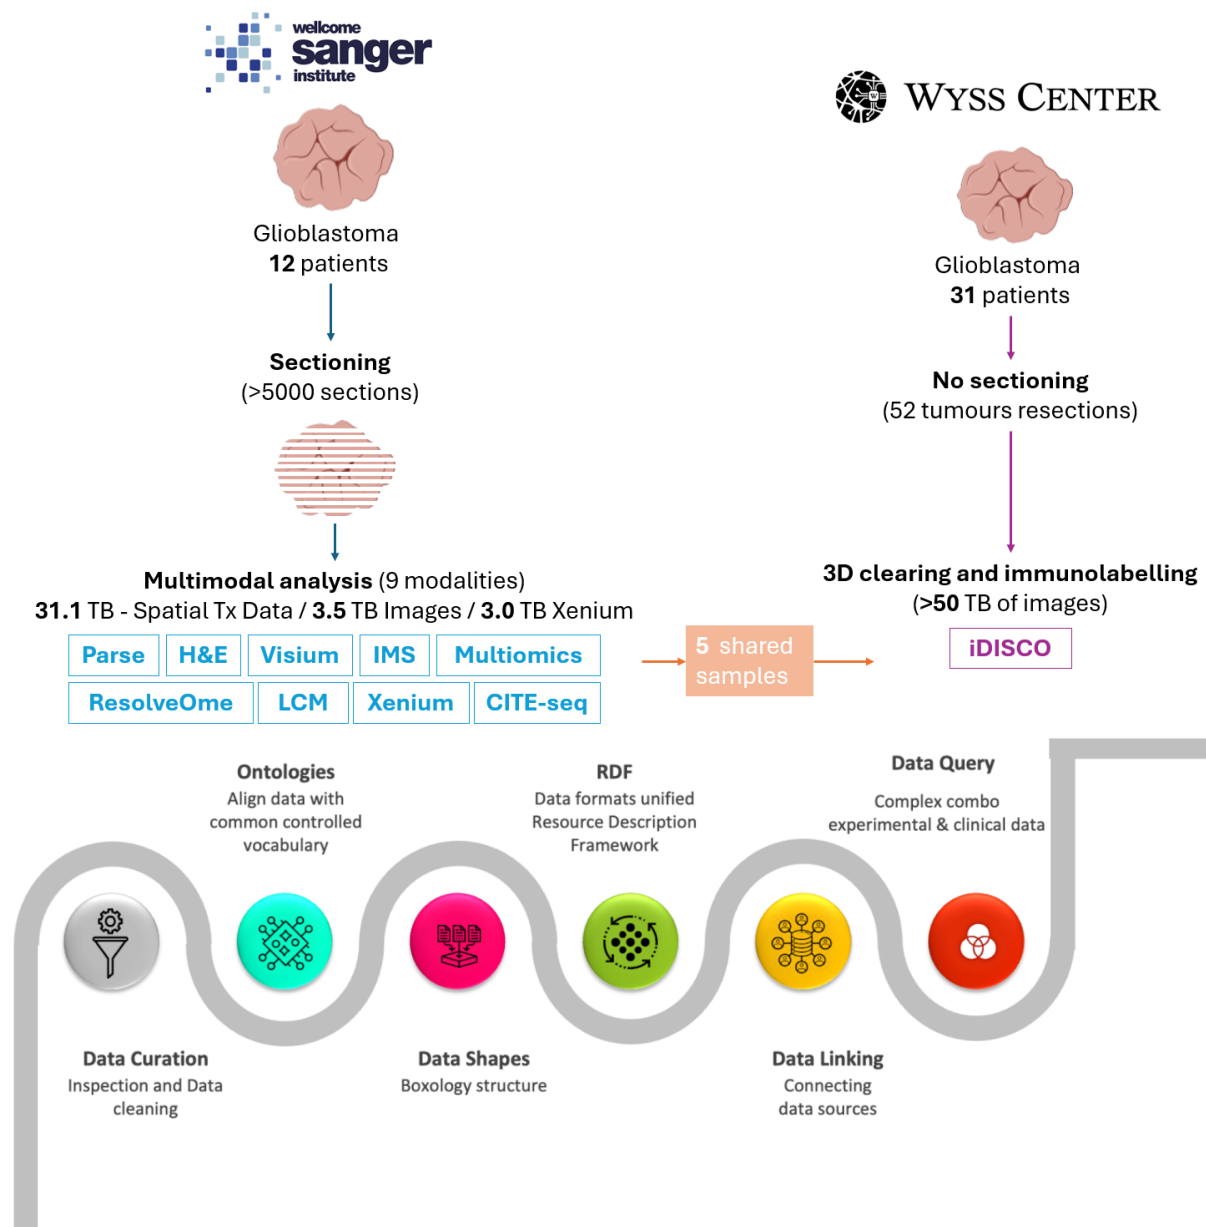 wellcome
sanger
institute
WYSS CENTER
Glioblastoma
12 patients
Glioblastoma
31 patients
Sectioning
(>5000 sections)
No sectioning
(52 tumours resections)
Multimodal analysis (9 modalities)
31.1 TB - Spatial Tx Data / 3.5 TB Images / 3.0 TB Xenium
3D clearing and immunolabelling
(>50 TB of images)
Parse
H&E
Visium
IMS
Multiomics
ResolveOme
LCM
Xenium
CITE-seq
5 shared
samples
iDISCO
Ontologies
Align data with
common controlled
vocabulary
RDF
Data formats unified
Resource Description
Framework
Data Query
Complex combo
experimental & clinical data
Data Curation
Inspection and Data
cleaning
Data Shapes
Boxology structure
Data Linking
Connecting
data sources